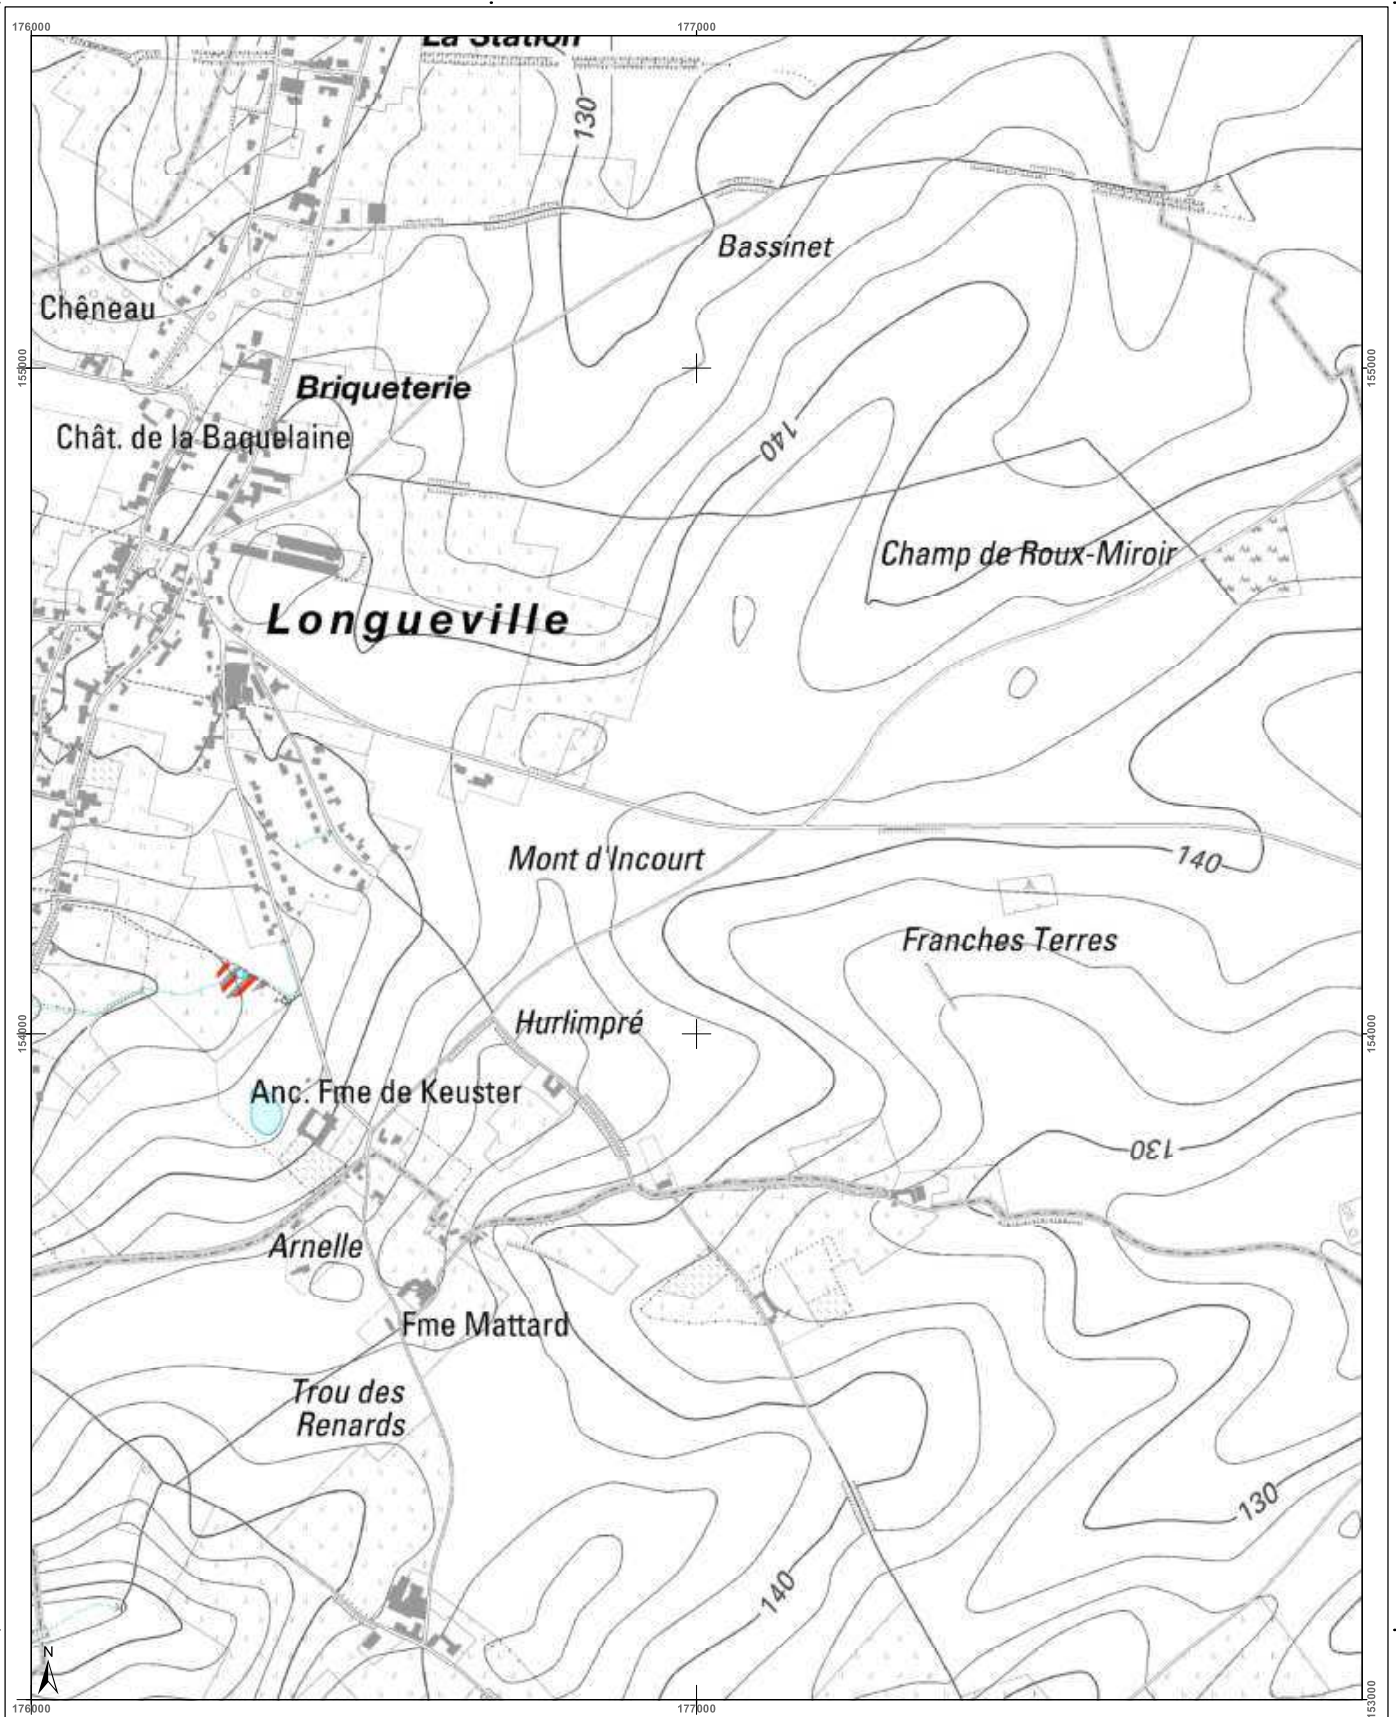 176000
177000
La Station
130
Bassinet
Chêneau
155000
155000
Briqueterie
Chât. de la Baquelaine
140
Champ de Roux-Miroir
Longueville
Mont d'Incourt
140
Franches Terres
154000
Hurlimpré
154000
Anc. Fme de Keuster
130
Arnelle
Fme Mattard
Trou des
Renards
130
140
N
176000
177000
153000